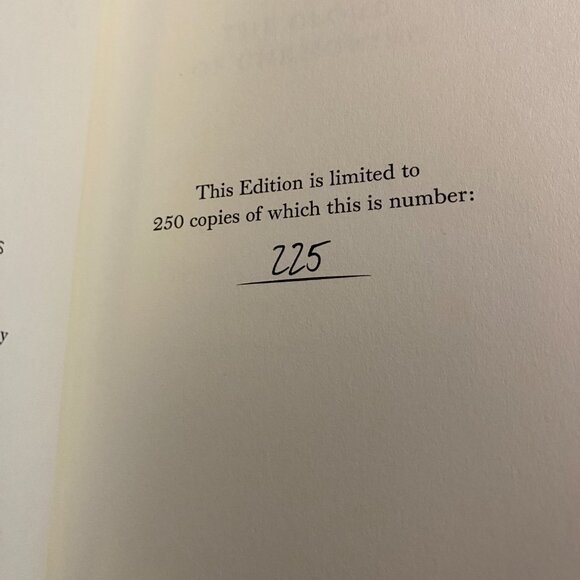 This Edition is limited to
250 copies of which this is number:
225
s
y